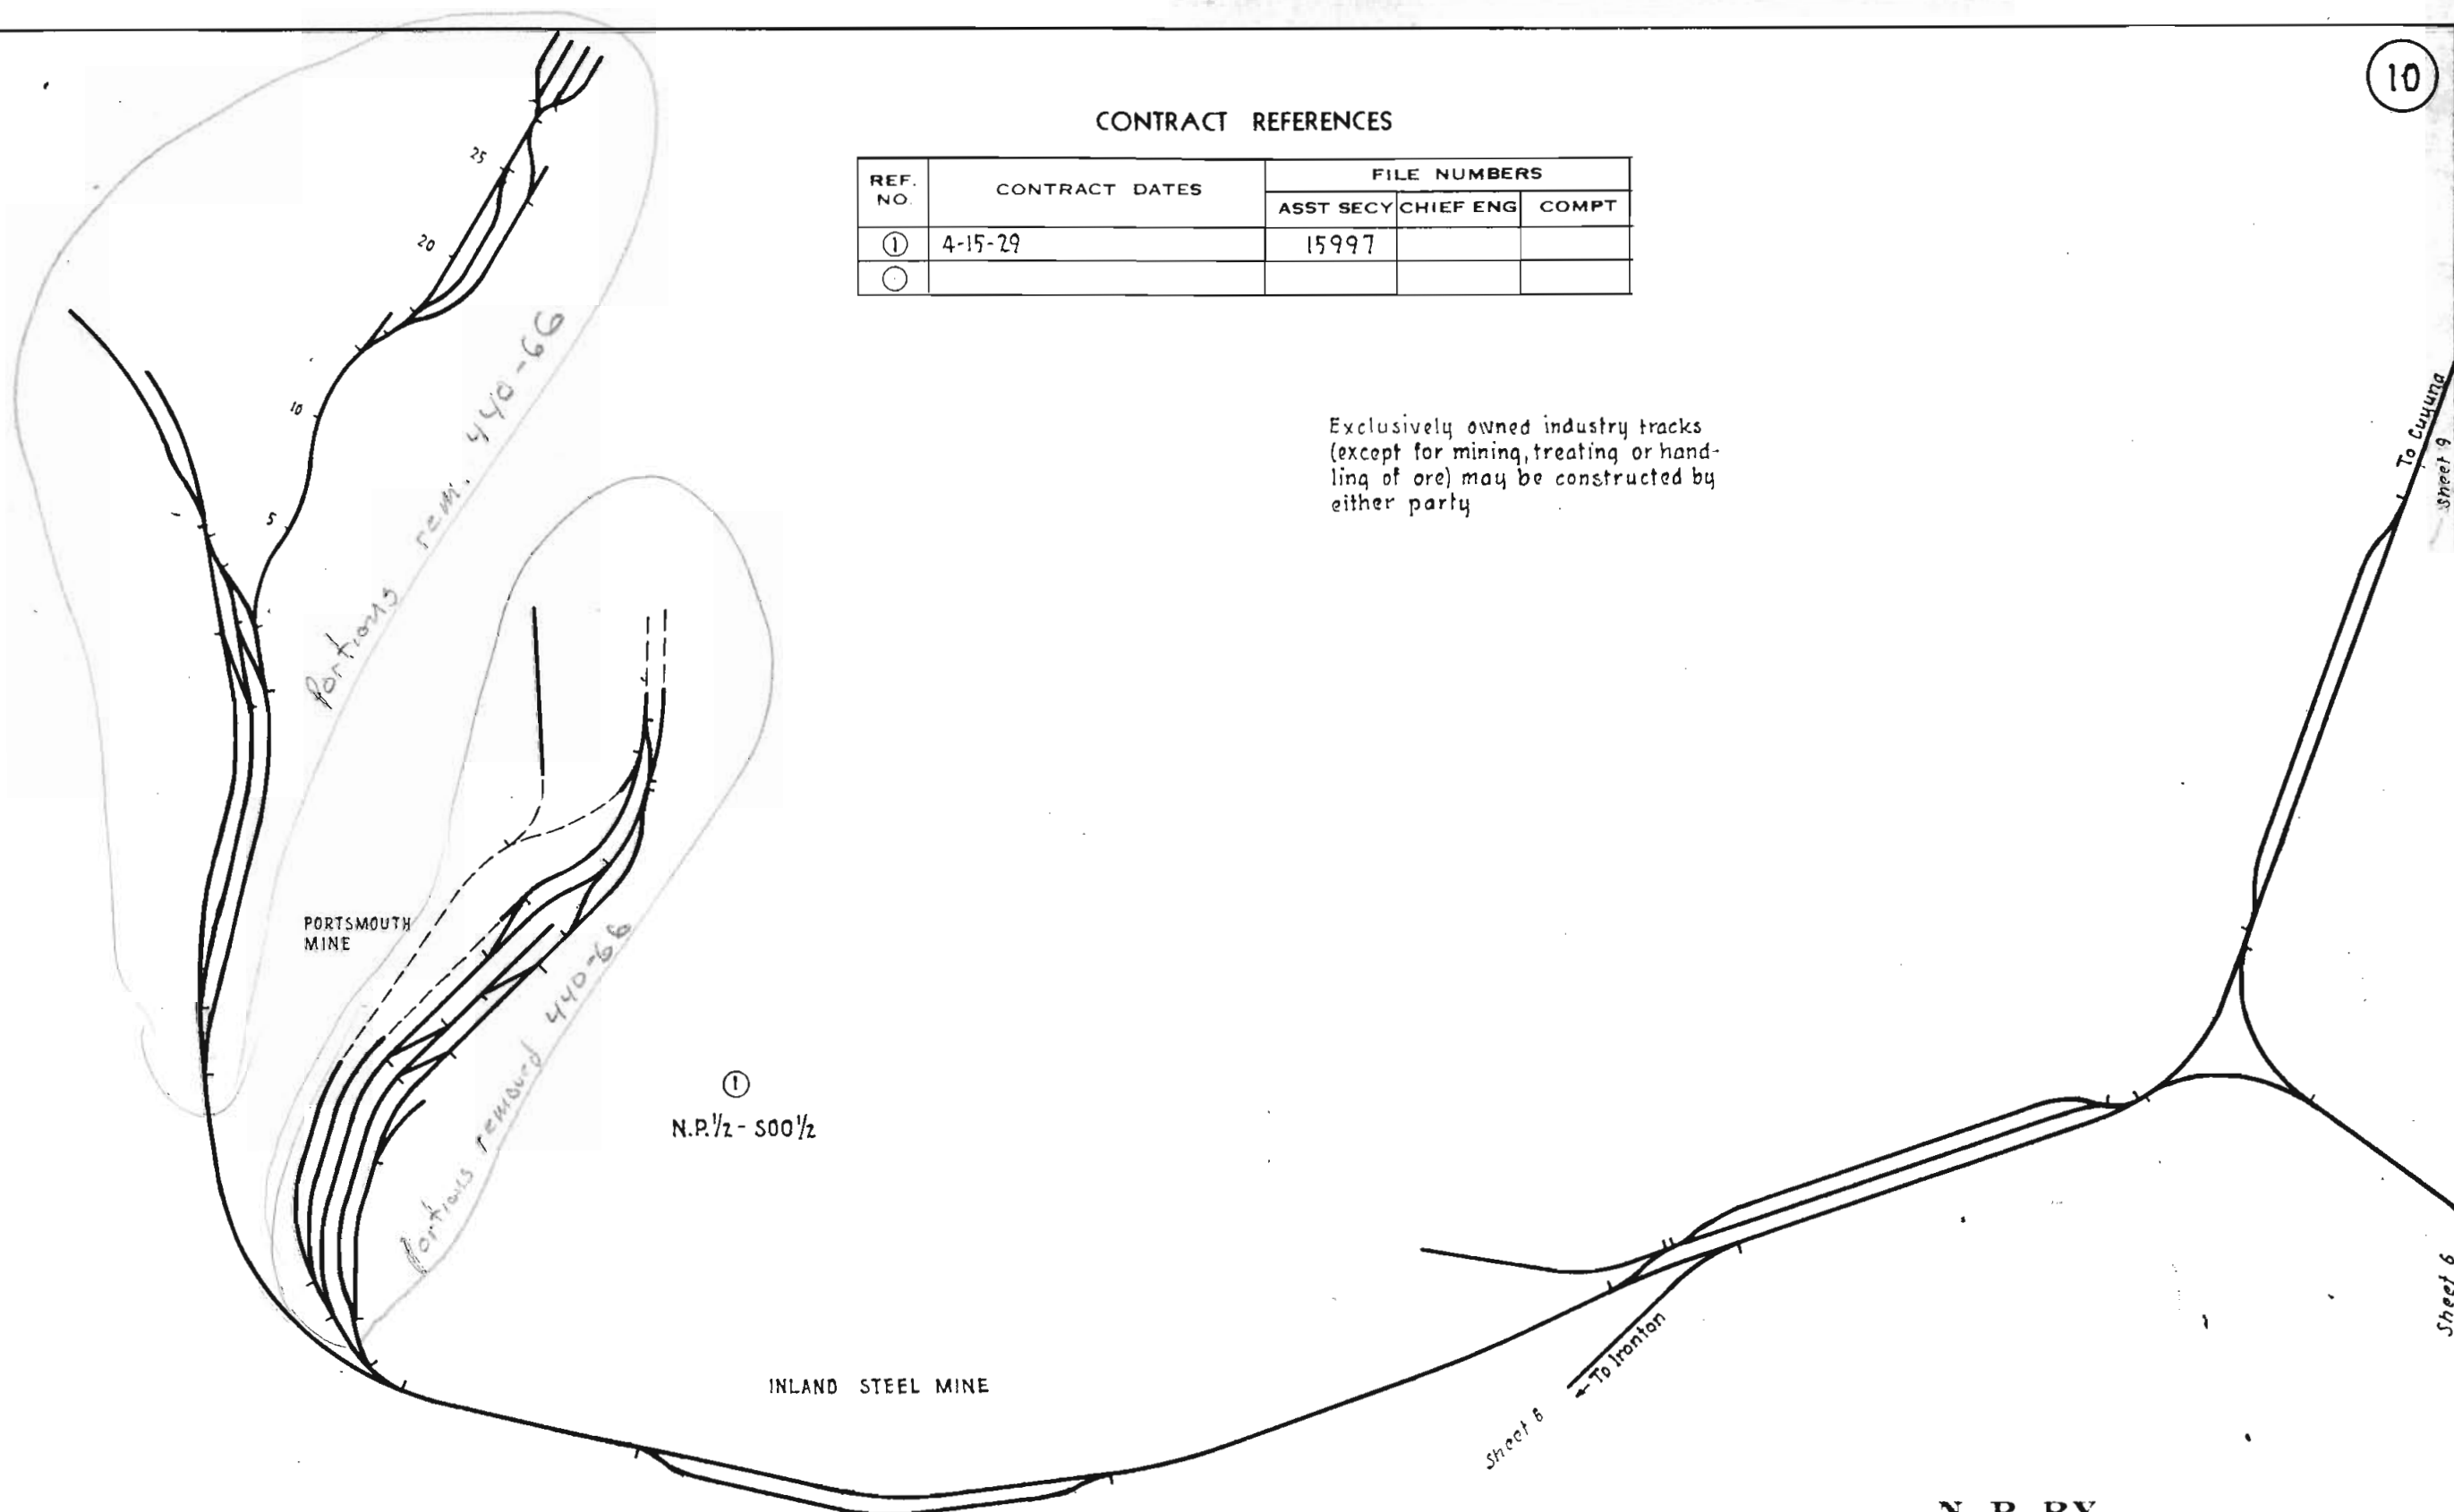 10
CONTRACT REFERENCES
REF. NO.
CONTRACT DATES
FILE NUMBERS
ASST SECY
CHIEF ENG
COMPT
1
4-15-29
15997
Exclusively owned industry tracks
(except for mining, treating or hand-
ling of ore) may be constructed by
either party
25
20
10
5
Portions rem. 440-66
To Cuyuna
Sheet 9
PORTSMOUTH
MINE
Portions removed 440-66
1
N.P. 1/2 - SOO 1/2
INLAND STEEL MINE
To Ironton
Sheet 6
Sheet 6
N. P. RY